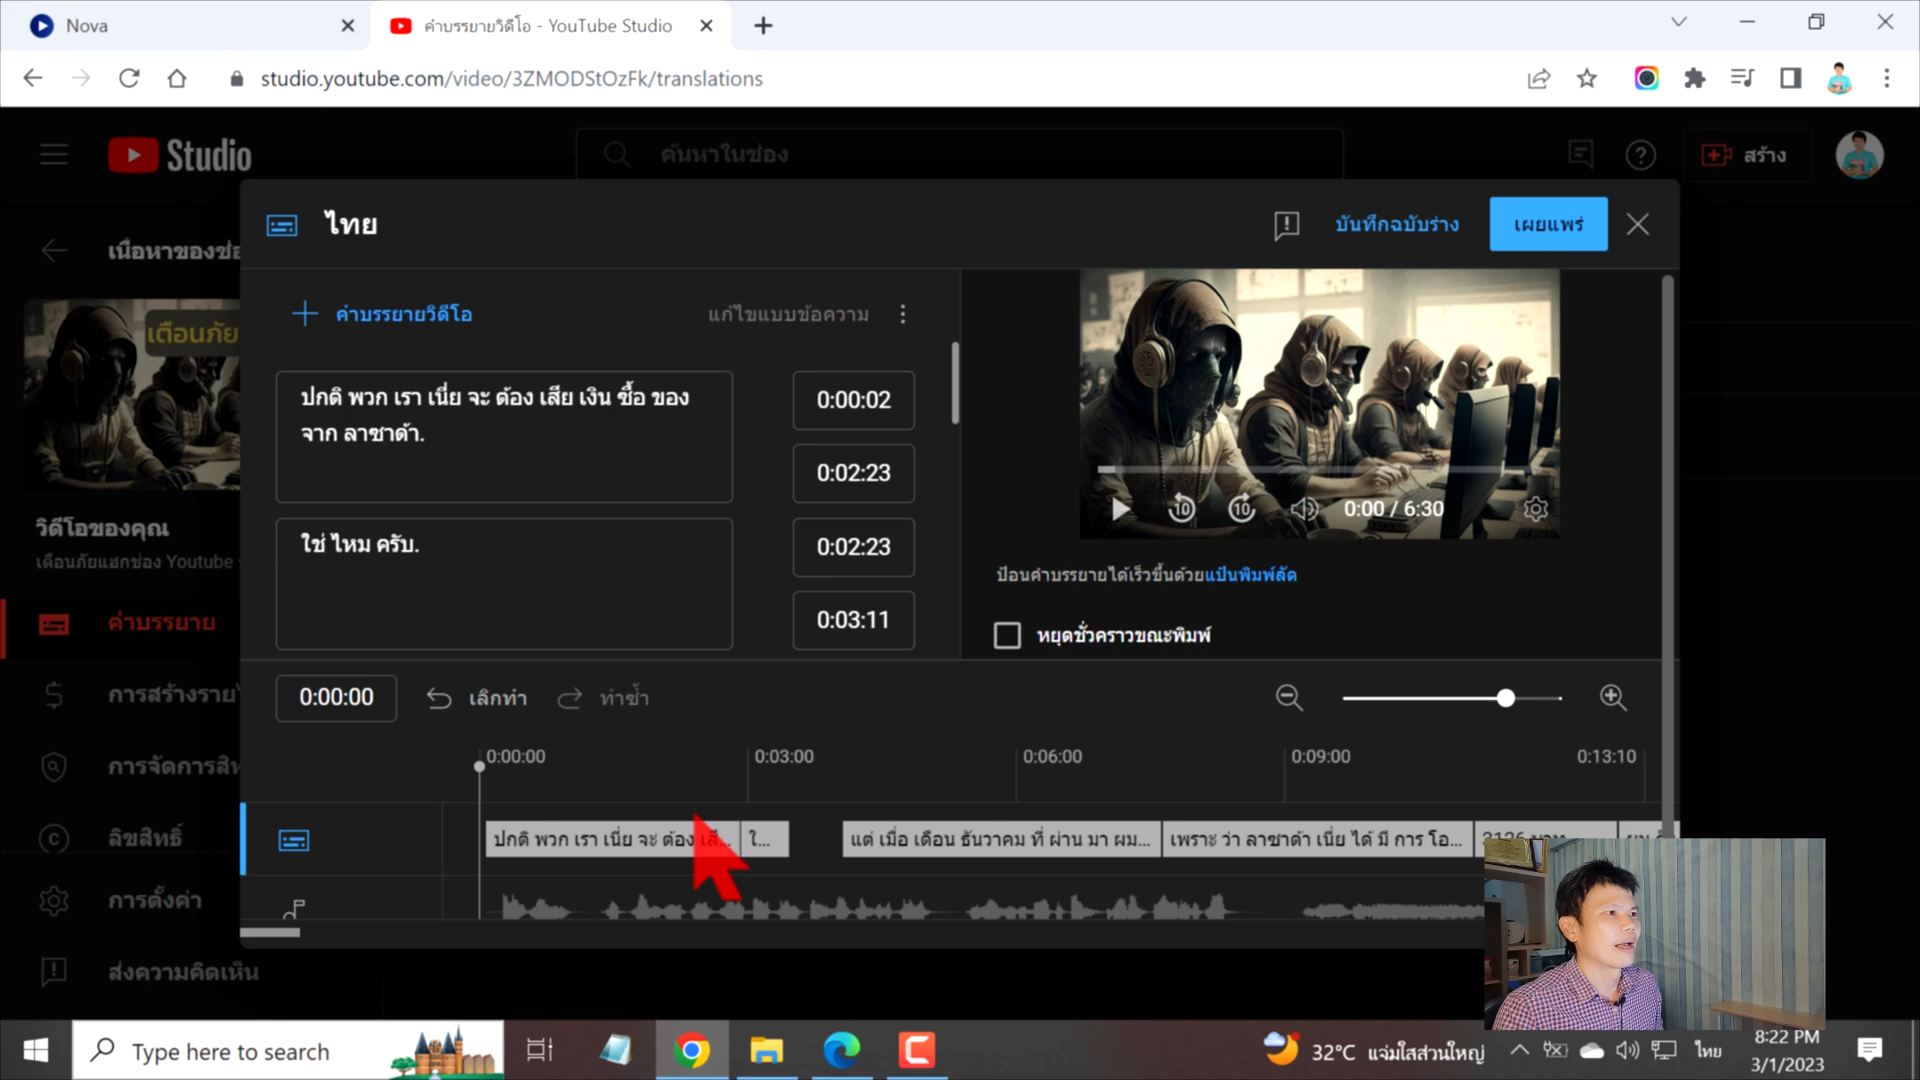 Nova
คำบรรยายวิดีโอ - YouTube Studio
studio.youtube.com/video/3ZMODStOzFk/translations
Studio
ค้นหาในช่อง
สร้าง
ไทย
บันทึกฉบับร่าง
เผยแพร่
เนื้อหาของช่อ
คำบรรยายวิดีโอ
แก้ไขแบบข้อความ
เตือนภัย
ปกติ พวก เรา เนี่ย จะ ต้อง เสีย เงิน ซื้อ ของ
จาก ลาซาด้า.
0:00:02
0:02:23
ใช่ ไหม ครับ.
0:02:23
0:03:11
0:00 / 6:30
ป้อนคำบรรยายได้เร็วขึ้นด้วยแป้นพิมพ์ลัด
หยุดชั่วคราวขณะพิมพ์
วิดีโอของคุณ
เตือนภัยแฮกช่อง Youtube
คำบรรยาย
การสร้างราย
การจัดการสิท
ลิขสิทธิ์
การตั้งค่า
ส่งความคิดเห็น
0:00:00
เลิกทำ
ทำซ้ำ
0:00:00
0:03:00
0:06:00
0:09:00
0:13:10
ปกติ พวก เรา เนี่ย จะ ต้อง เสี...
ใ...
แต่ เมื่อ เดือน ธันวาคม ที่ ผ่าน มา ผม...
เพราะ ว่า ลาซาด้า เนี่ย ได้ มี การ โอ...
Type here to search
32°C แจ่มใสส่วนใหญ่
ไทย
8:22 PM
3/1/2023